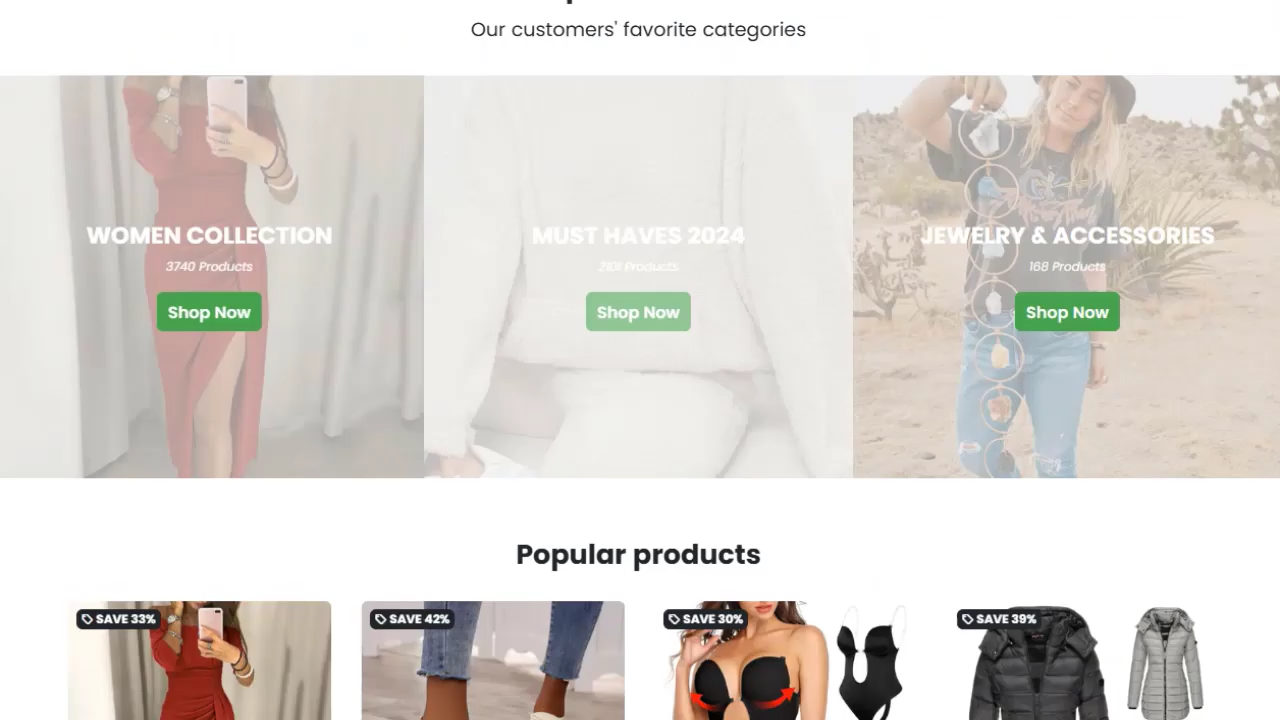 Our customers' favorite categories
WOMEN COLLECTION
3740 Products
Shop Now
MUST HAVES 2024
Products
Shop Now
JEWELRY & ACCESSORIES
168 Products
Shop Now
Popular products
SAVE 33%
SAVE 42%
SAVE 30%
SAVE 39%